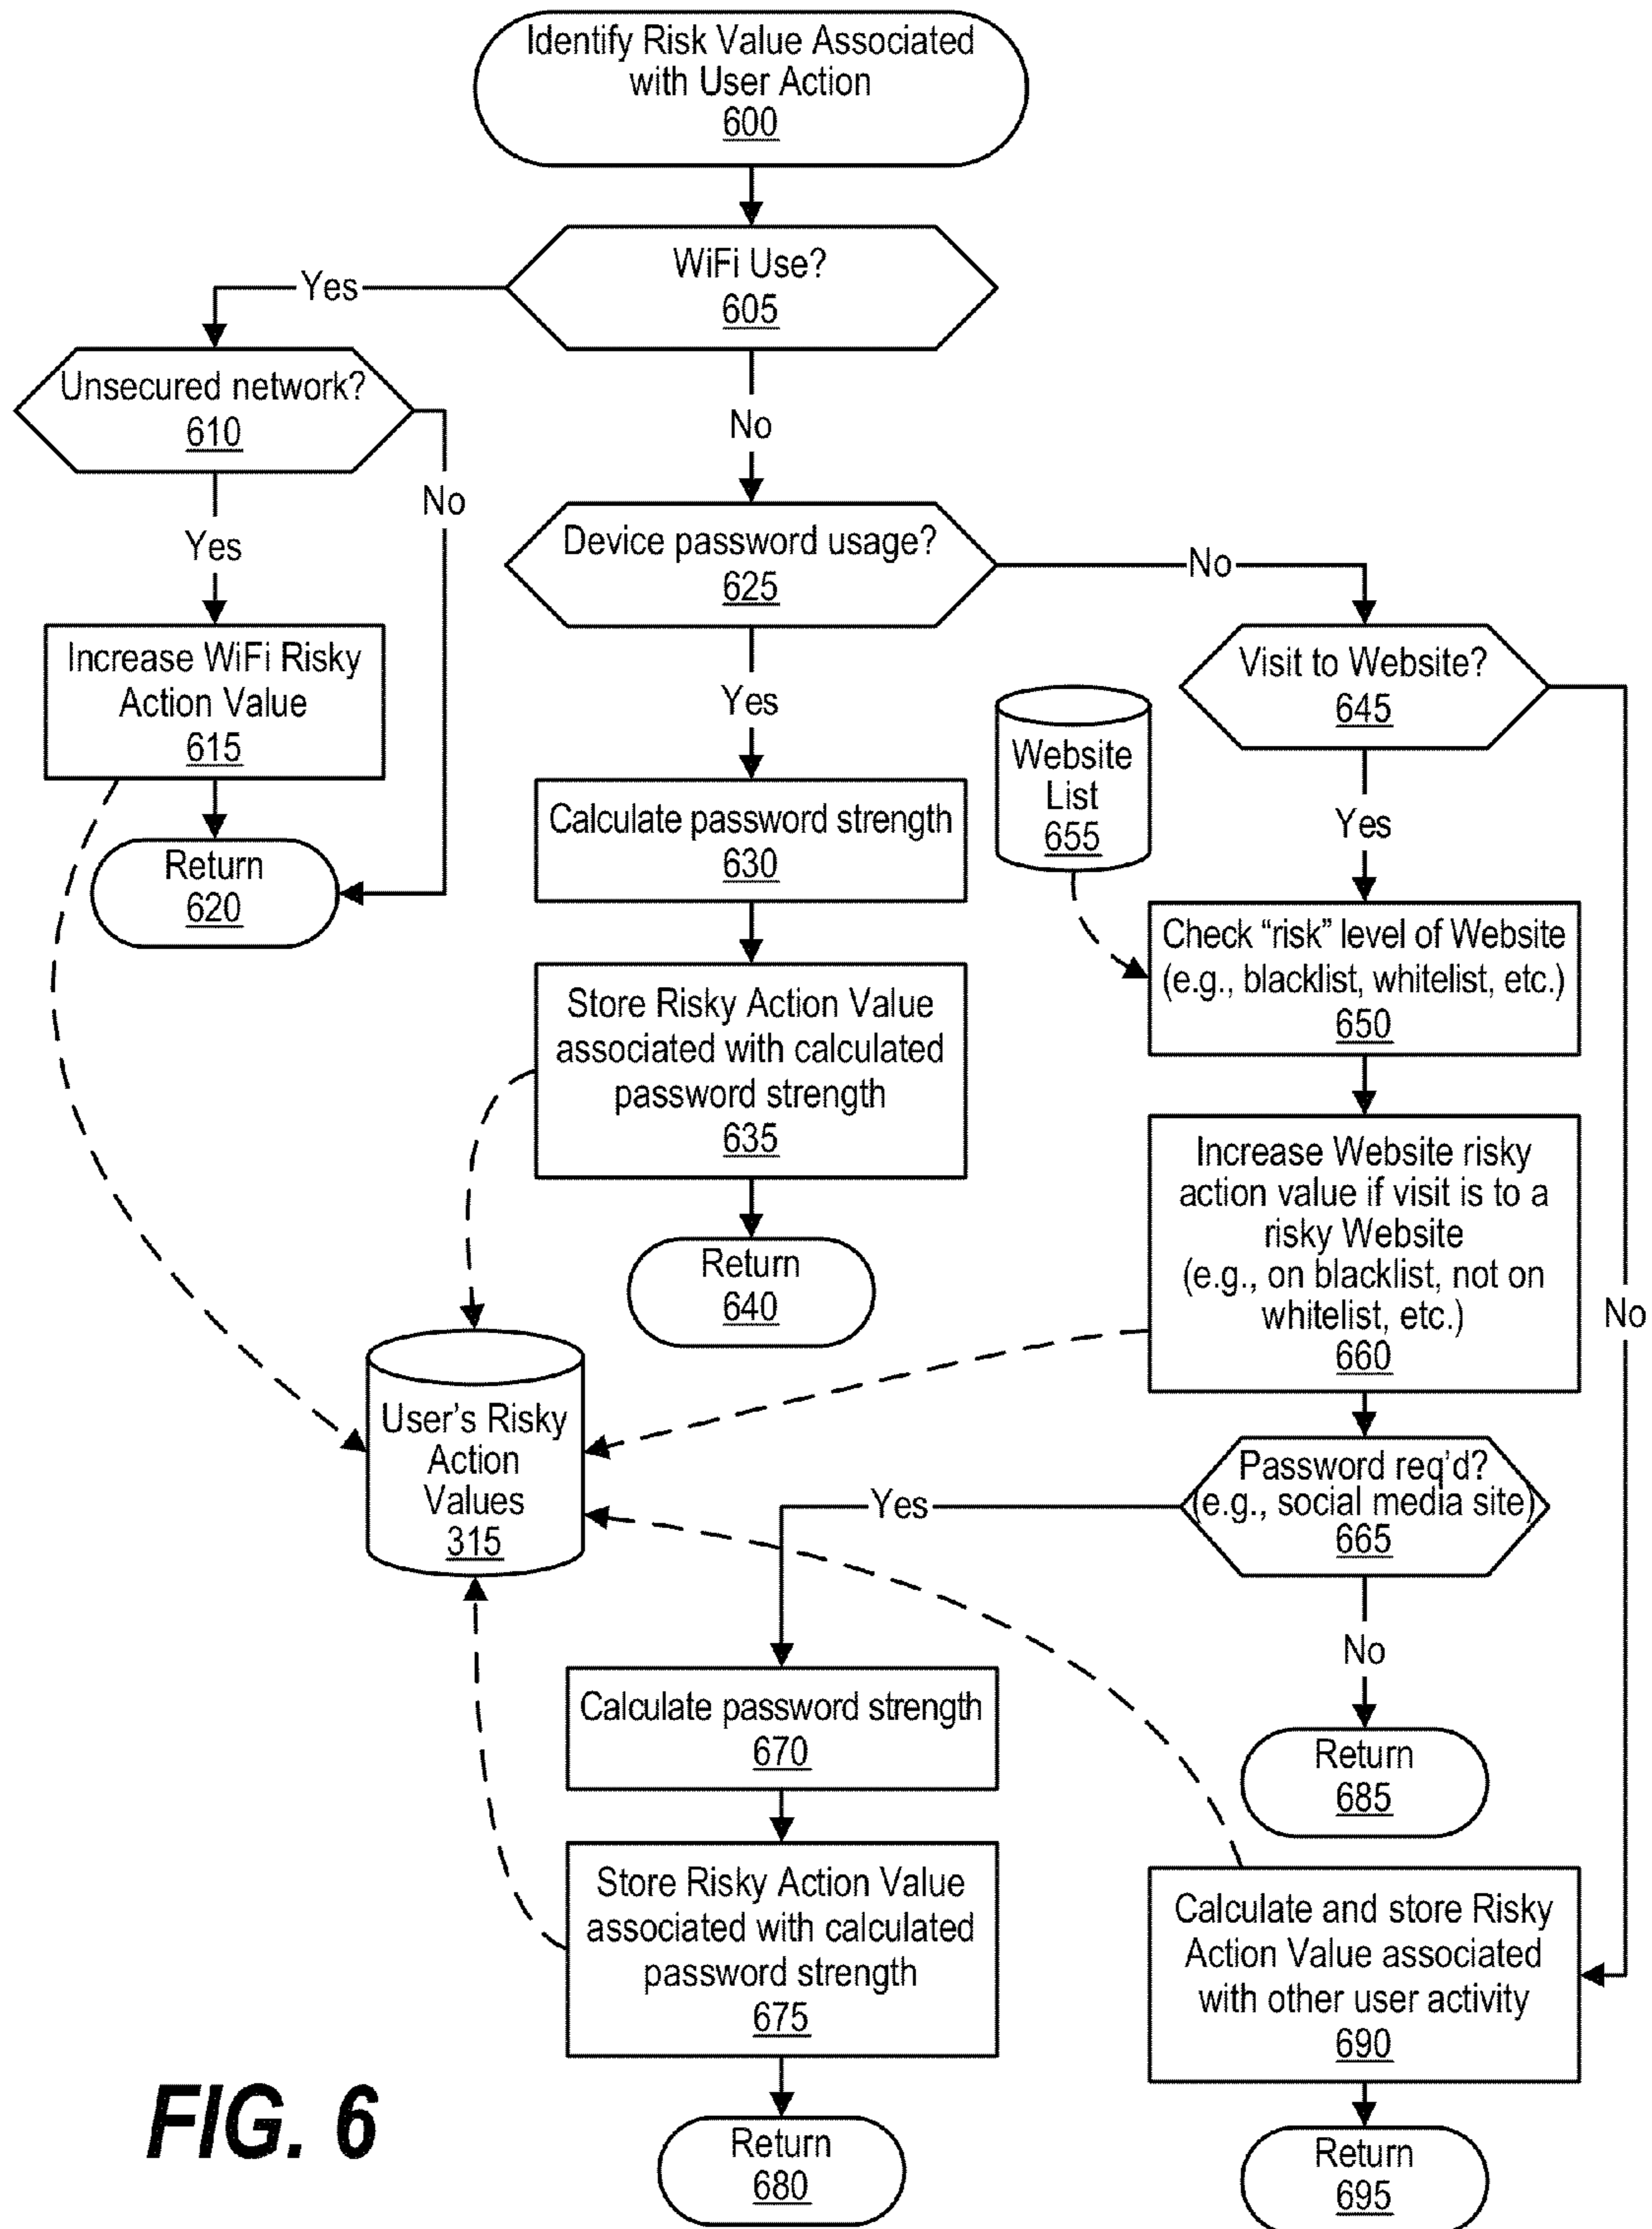 Identify Risk Value Associated
with User Action
600
WiFi Use?
605
Yes
No
Unsecured network?
610
No
Yes
Increase WiFi Risky
Action Value
615
Return
620
Device password usage?
625
No
Yes
Calculate password strength
630
Store Risky Action Value
associated with calculated
password strength
635
Return
640
Visit to Website?
645
Yes
No
Website
List
655
Check “risk” level of Website
(e.g., blacklist, whitelist, etc.)
650
Increase Website risky
action value if visit is to a
risky Website
(e.g., on blacklist, not on
whitelist, etc.)
660
User’s Risky
Action
Values
315
Password req’d?
(e.g., social media site)
665
Yes
No
Calculate password strength
670
Store Risky Action Value
associated with calculated
password strength
675
Return
680
Return
685
Calculate and store Risky
Action Value associated
with other user activity
690
Return
695
FIG. 6